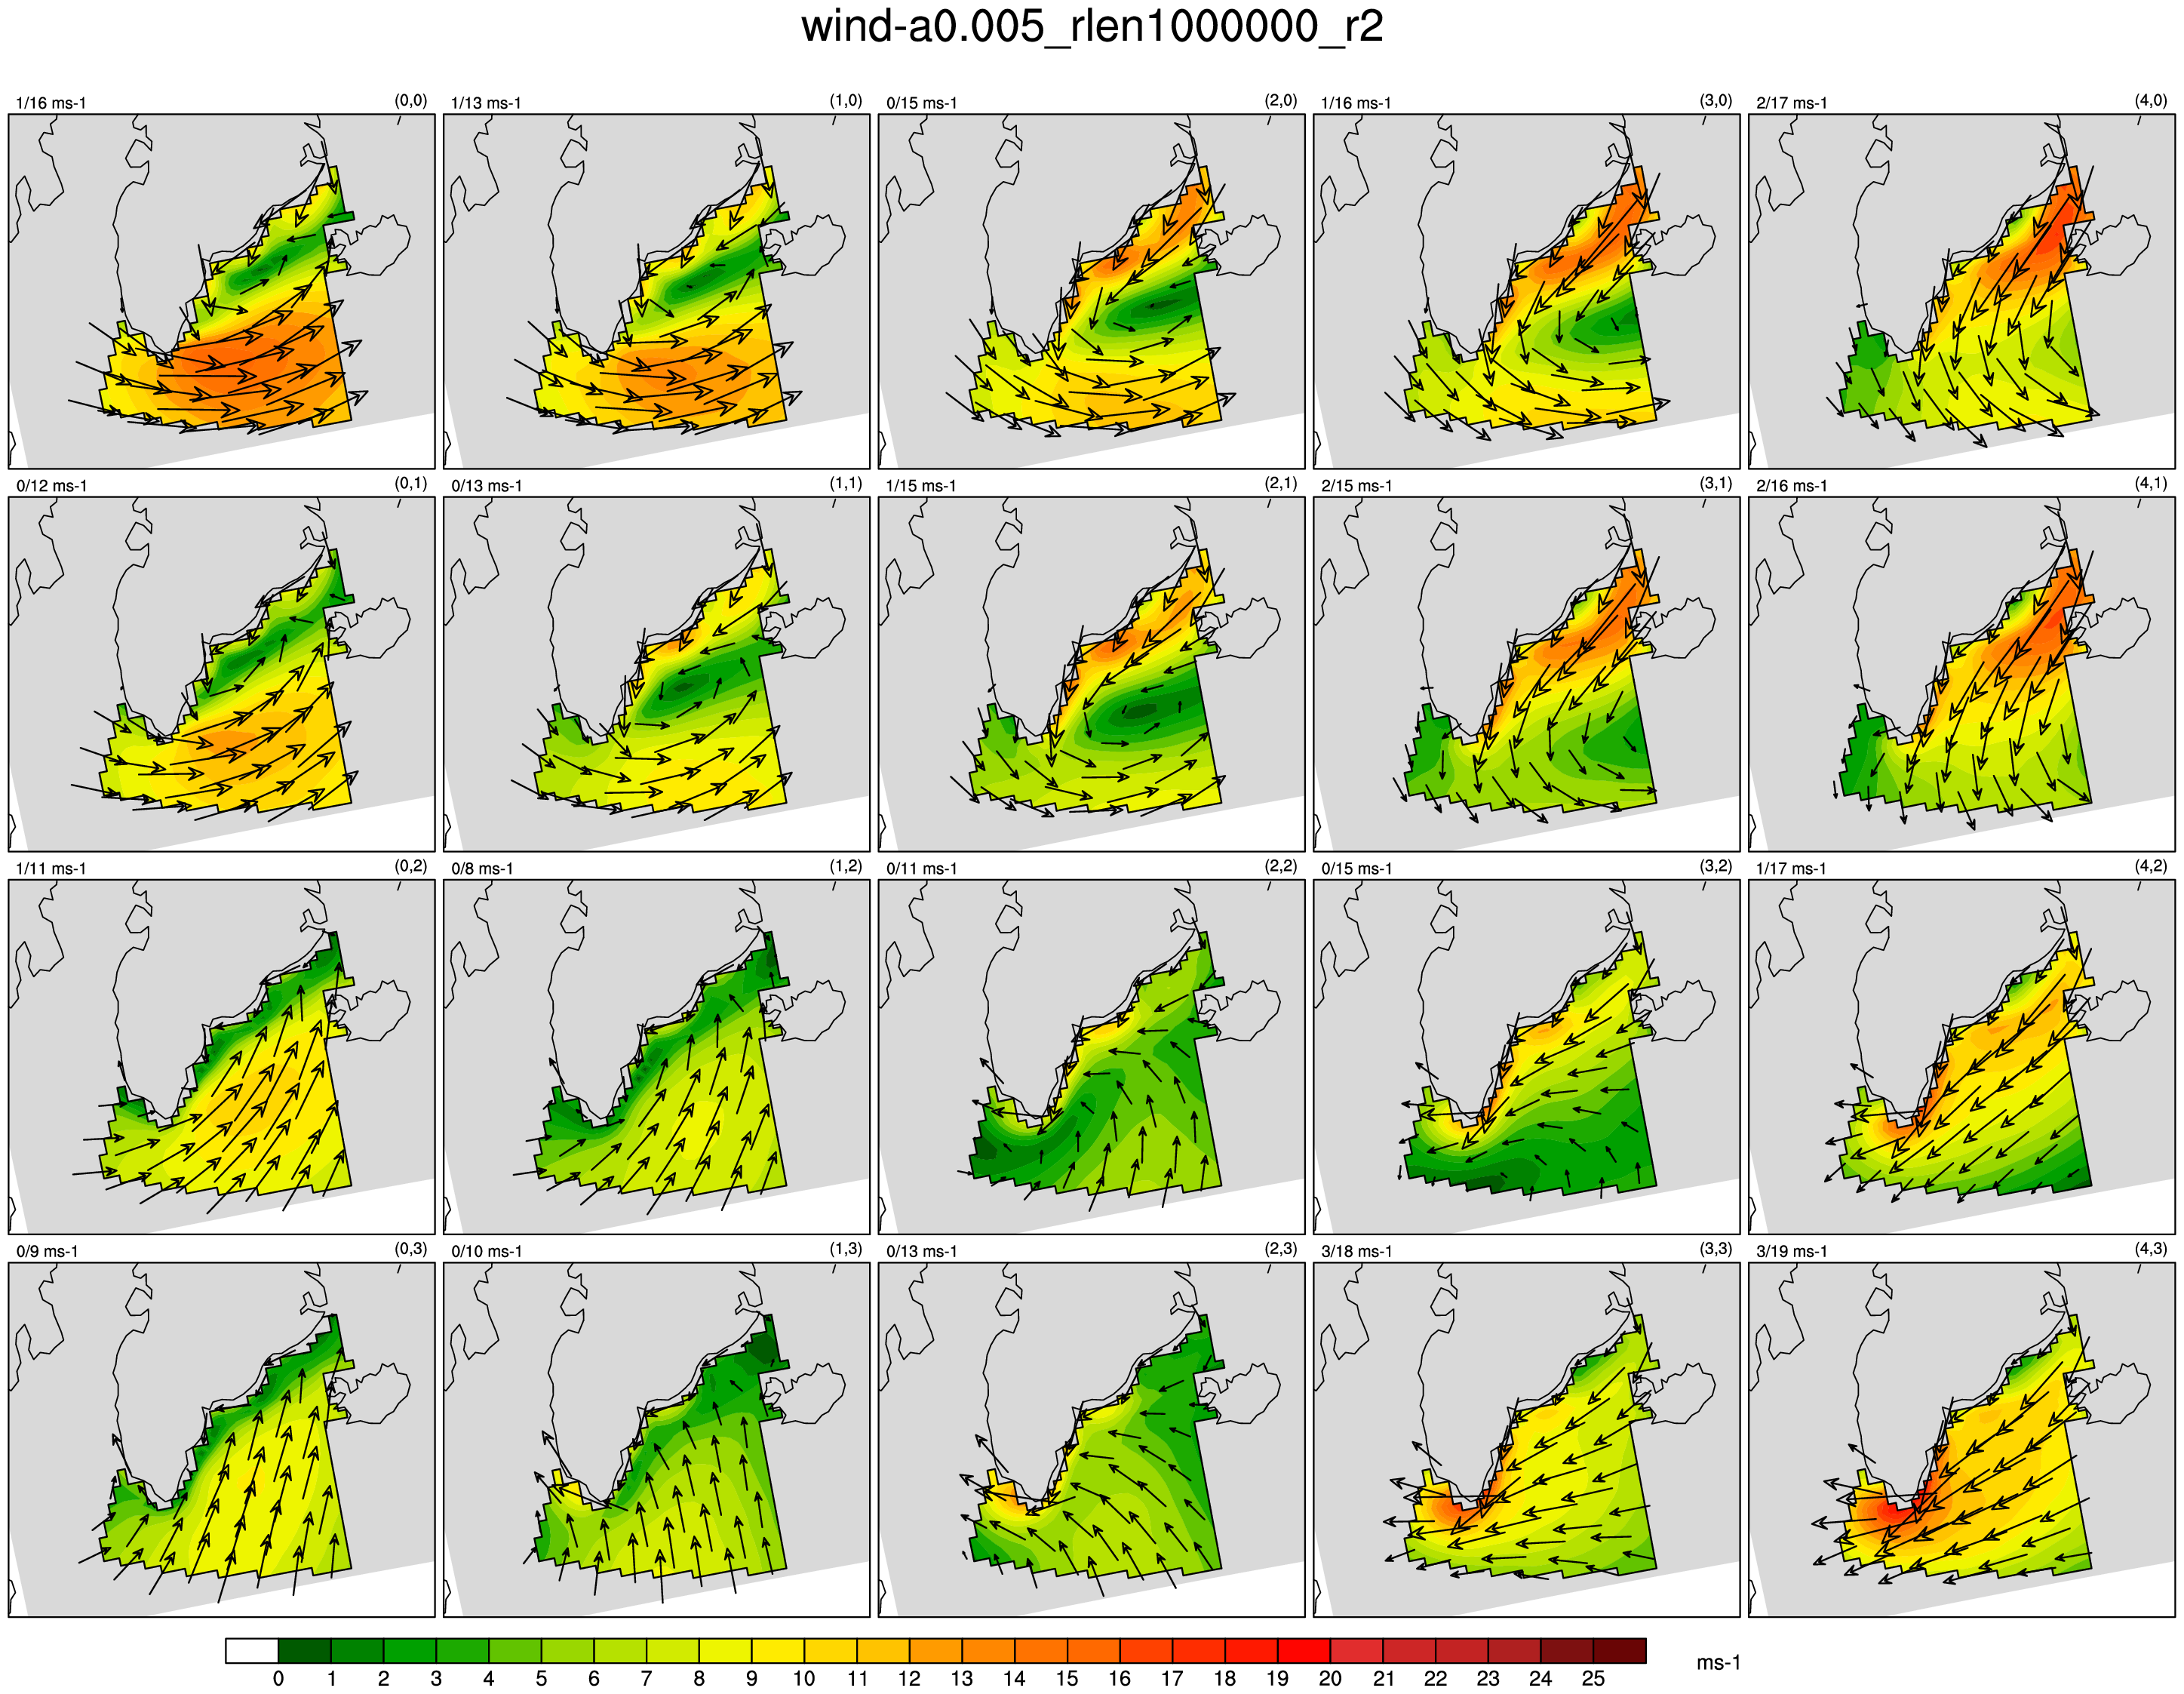 wind-a0.005_rlen1000000_r2
1/16 ms-1 (0,0) 1/13 ms-1 (1,0) 0/15 ms-1 (2,0) 1/16 ms-1 (3,0) 2/17 ms-1 (4,0)
0/12 ms-1 (0,1) 0/13 ms-1 (1,1) 1/15 ms-1 (2,1) 2/15 ms-1 (3,1) 2/16 ms-1 (4,1)
1/11 ms-1 (0,2) 0/8 ms-1 (1,2) 0/11 ms-1 (2,2) 0/15 ms-1 (3,2) 1/17 ms-1 (4,2)
0/9 ms-1 (0,3) 0/10 ms-1 (1,3) 0/13 ms-1 (2,3) 3/18 ms-1 (3,3) 3/19 ms-1 (4,3)
0 1 2 3 4 5 6 7 8 9 10 11 12 13 14 15 16 17 18 19 20 21 22 23 24 25 ms-1